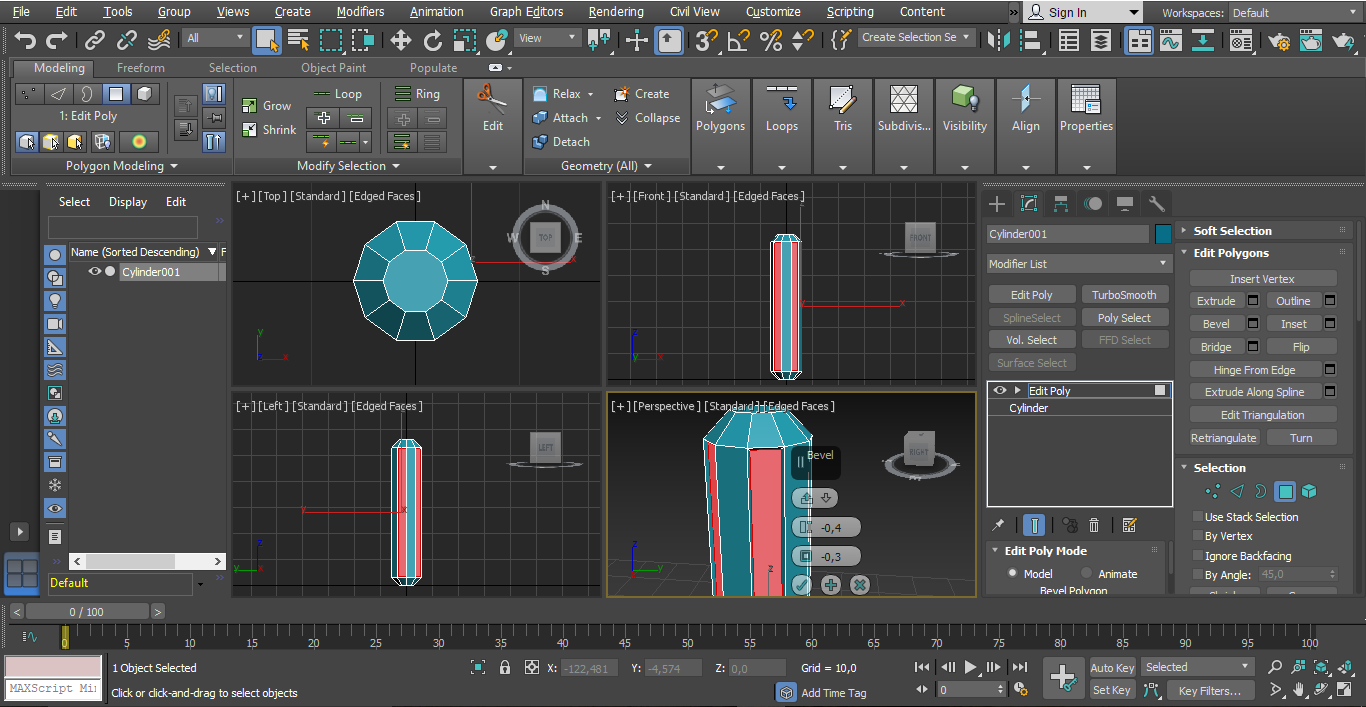 File Edit Tools Group Views Create Modifiers Animation Graph Editors Rendering Civil View Customize Scripting Content » Sign In Workspaces: Default
All View Create Selection Se
Modeling Freeform Selection Object Paint Populate
1: Edit Poly
Polygon Modeling
Grow
Shrink
Loop
Ring
Modify Selection
Edit
Relax Create
Attach Collapse
Detach
Geometry (All)
Polygons
Loops
Tris
Subdivis...
Visibility
Align
Properties
Select Display Edit
Name (Sorted Descending) F
Cylinder001
Default
[+] [Top] [Standard] [Edged Faces]
N
W TOP E
S
y
x
[+] [Front] [Standard] [Edged Faces]
FRONT
[+] [Left] [Standard] [Edged Faces]
LEFT
[+] [Perspective] [Standard] [Edged Faces]
RIGHT
Bevel
-0,4
-0,3
Cylinder001
Modifier List
Edit Poly TurboSmooth
SplineSelect Poly Select
Vol. Select FFD Select
Surface Select
Edit Poly
Cylinder
Edit Poly Mode
Model Animate
Bevel Polygon
Soft Selection
Edit Polygons
Insert Vertex
Extrude Outline
Bevel Inset
Bridge Flip
Hinge From Edge
Extrude Along Spline
Edit Triangulation
Retriangulate Turn
Selection
Use Stack Selection
By Vertex
Ignore Backfacing
By Angle: 45,0
< 0 / 100 >
0 5 10 15 20 25 30 35 40 45 50 55 60 65 70 75 80 85 90 95 100
1 Object Selected X: -122,481 Y: -4,574 Z: 0,0 Grid = 10,0 Auto Key Selected
MAXScript Mi
Click or click-and-drag to select objects Add Time Tag 0 Set Key Key Filters...